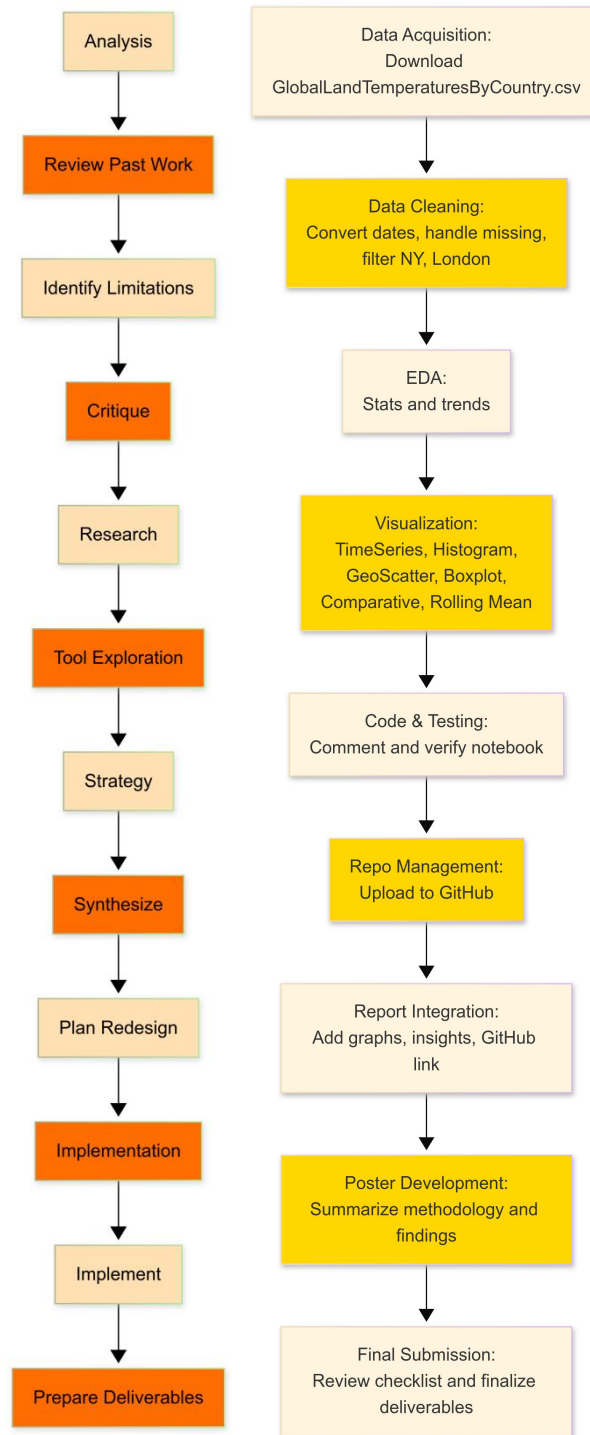 Analysis
Review Past Work
Identify Limitations
Critique
Research
Tool Exploration
Strategy
Synthesize
Plan Redesign
Implementation
Implement
Prepare Deliverables
Data Acquisition:
Download
GlobalLandTemperaturesByCountry.csv
Data Cleaning:
Convert dates, handle missing,
filter NY, London
EDA:
Stats and trends
Visualization:
TimeSeries, Histogram,
GeoScatter, Boxplot,
Comparative, Rolling Mean
Code & Testing:
Comment and verify notebook
Repo Management:
Upload to GitHub
Report Integration:
Add graphs, insights, GitHub
link
Poster Development:
Summarize methodology and
findings
Final Submission:
Review checklist and finalize
deliverables